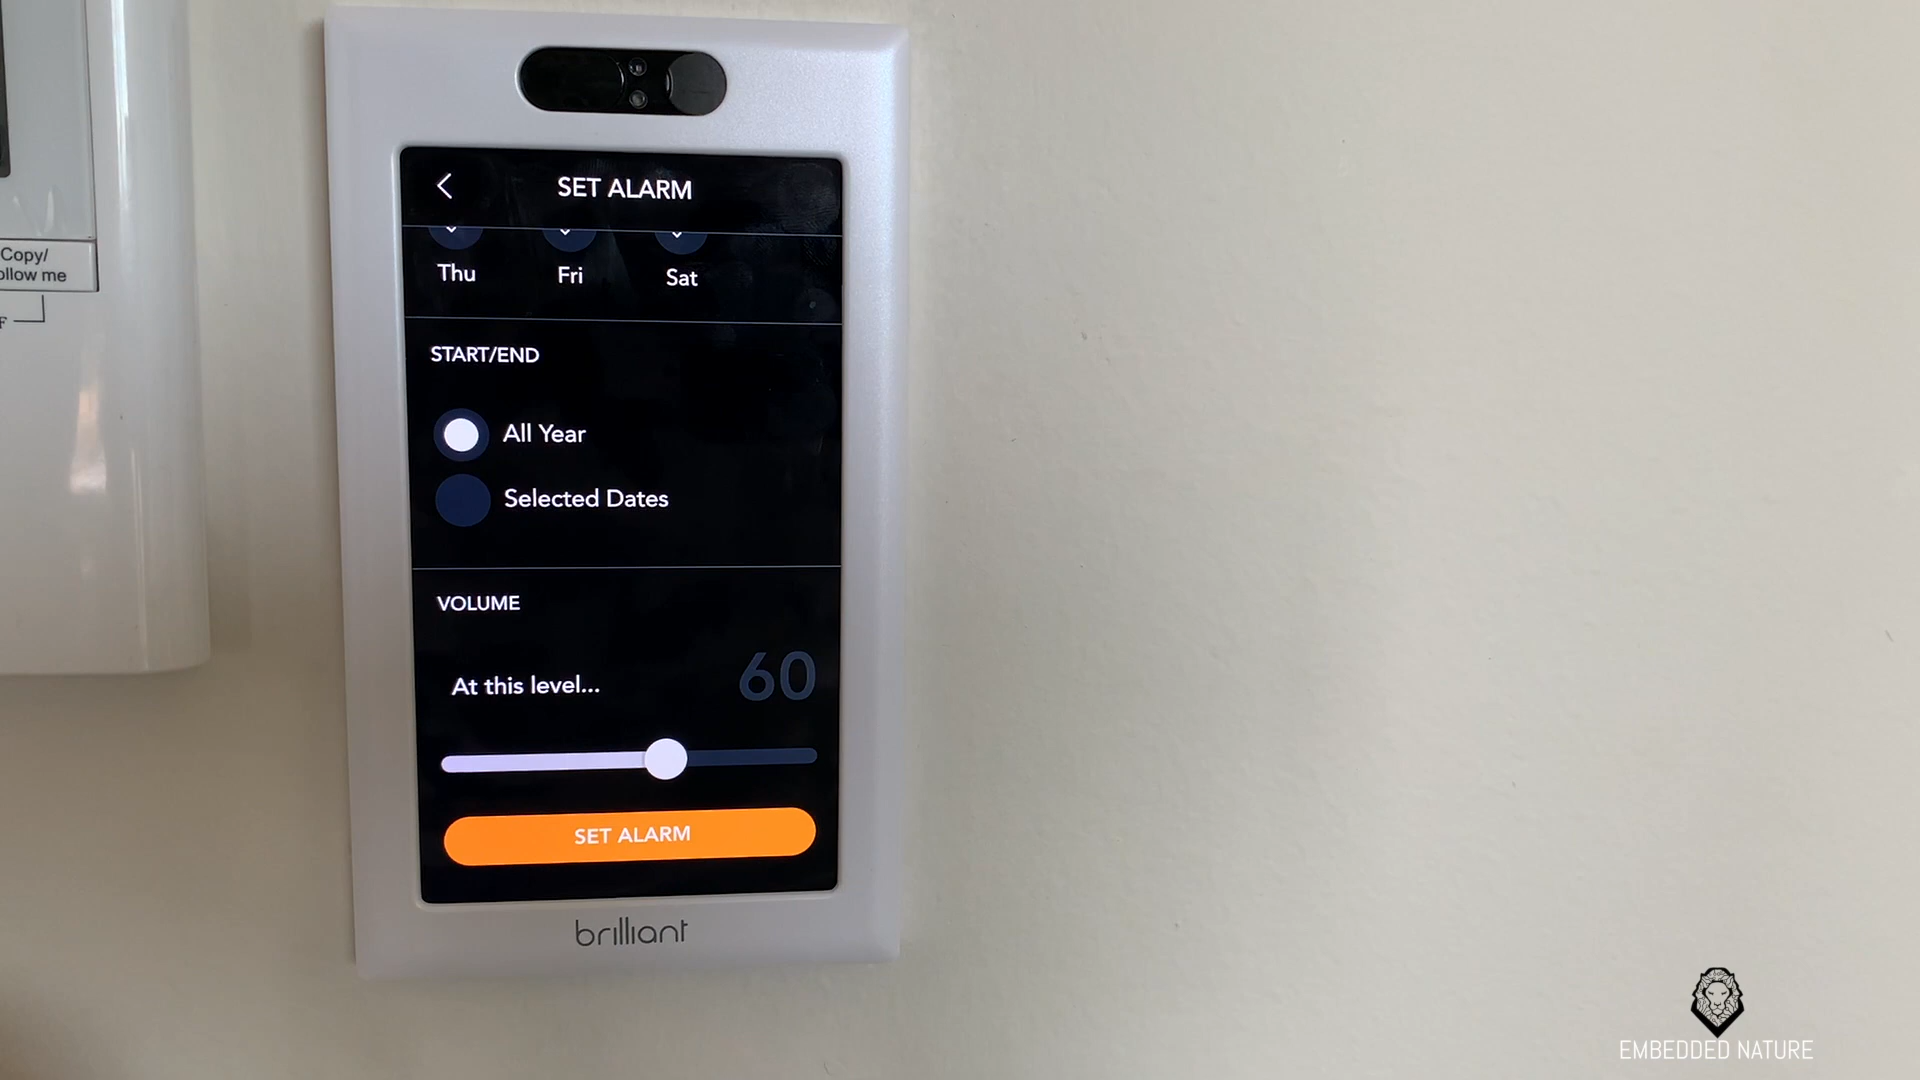 Copy/
ollow me
F
SET ALARM
Thu
Fri
Sat
START/END
All Year
Selected Dates
VOLUME
At this level...
60
SET ALARM
brilliant
EMBEDDED NATURE